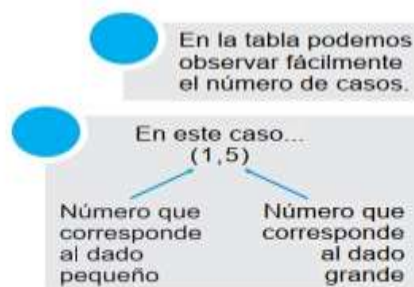 En la tabla podemos
observar fácilmente
el número de casos.
En este caso...
(1,5)
Número que
corresponde
al dado
pequeño
Número que
corresponde
al dado
grande